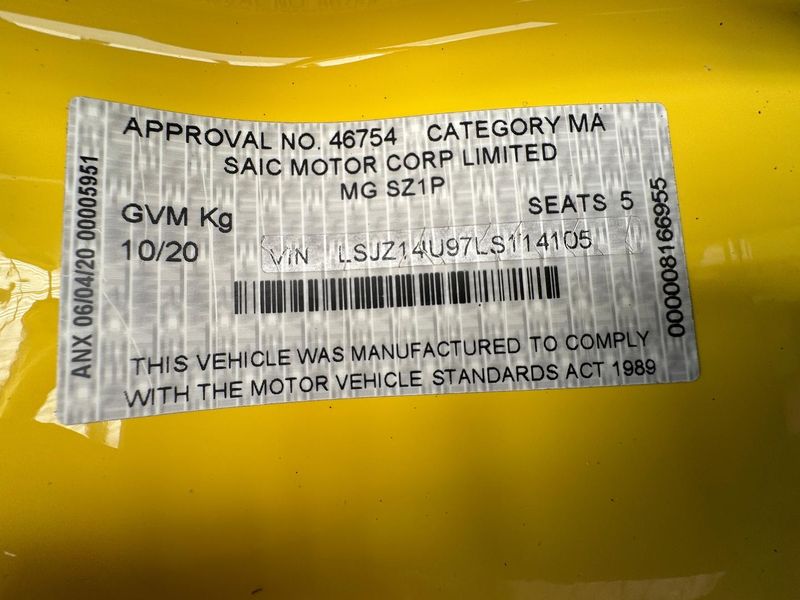 APPROVAL NO. 46754 CATEGORY MA
SAIC MOTOR CORP LIMITED
MG SZ1P
GVM Kg SEATS 5
10/20 VIN LSJZ14U97LS114105
THIS VEHICLE WAS MANUFACTURED TO COMPLY
WITH THE MOTOR VEHICLE STANDARDS ACT 1989
ANX 06/04/20 00005951
000008166955